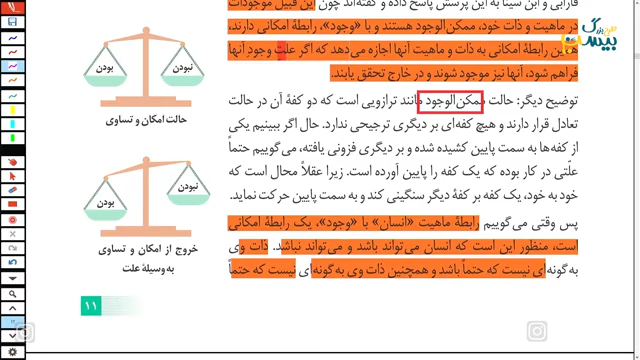 فارابی و ابن سینا به این پرسش پاسخ داده و گفته‌اند چون این قبیل موجودات
در ماهیت و ذات خود، ممکن‌الوجود هستند و با «وجود»، رابطهٔ امکانی دارند،
همین رابطهٔ امکانی به ذات و ماهیت آنها اجازه می‌دهد که اگر علت وجود آنها
فراهم شود، آنها نیز موجود شوند و در خارج تحقق یابند.
توضیح دیگر: حالت ممکن‌الوجود مانند ترازویی است که دو کفهٔ آن در حالت
تعادل قرار دارند و هیچ کفه‌ای بر دیگری ترجیحی ندارد. حال اگر ببینیم یکی
از کفه‌ها به سمت پایین کشیده شده و بر دیگری فزونی یافته، می‌گوییم حتماً
علّتی در کار بوده که یک کفه را پایین آورده است. زیرا عقلاً محال است که
خود به خود، یک کفه بر کفهٔ دیگر سنگینی کند و به سمت پایین حرکت نماید.
پس وقتی می‌گوییم رابطهٔ ماهیت «انسان» با «وجود»، یک رابطهٔ امکانی
است، منظور این است که انسان می‌تواند باشد و می‌تواند نباشد. ذات وی
به گونه‌ای نیست که حتماً باشد و همچنین ذات وی به گونه‌ای نیست که حتماً
بودن
نبودن
حالت امکان و تساوی
نبودن
بودن
خروج از امکان و تساوی
به وسیلهٔ علت
۱۱